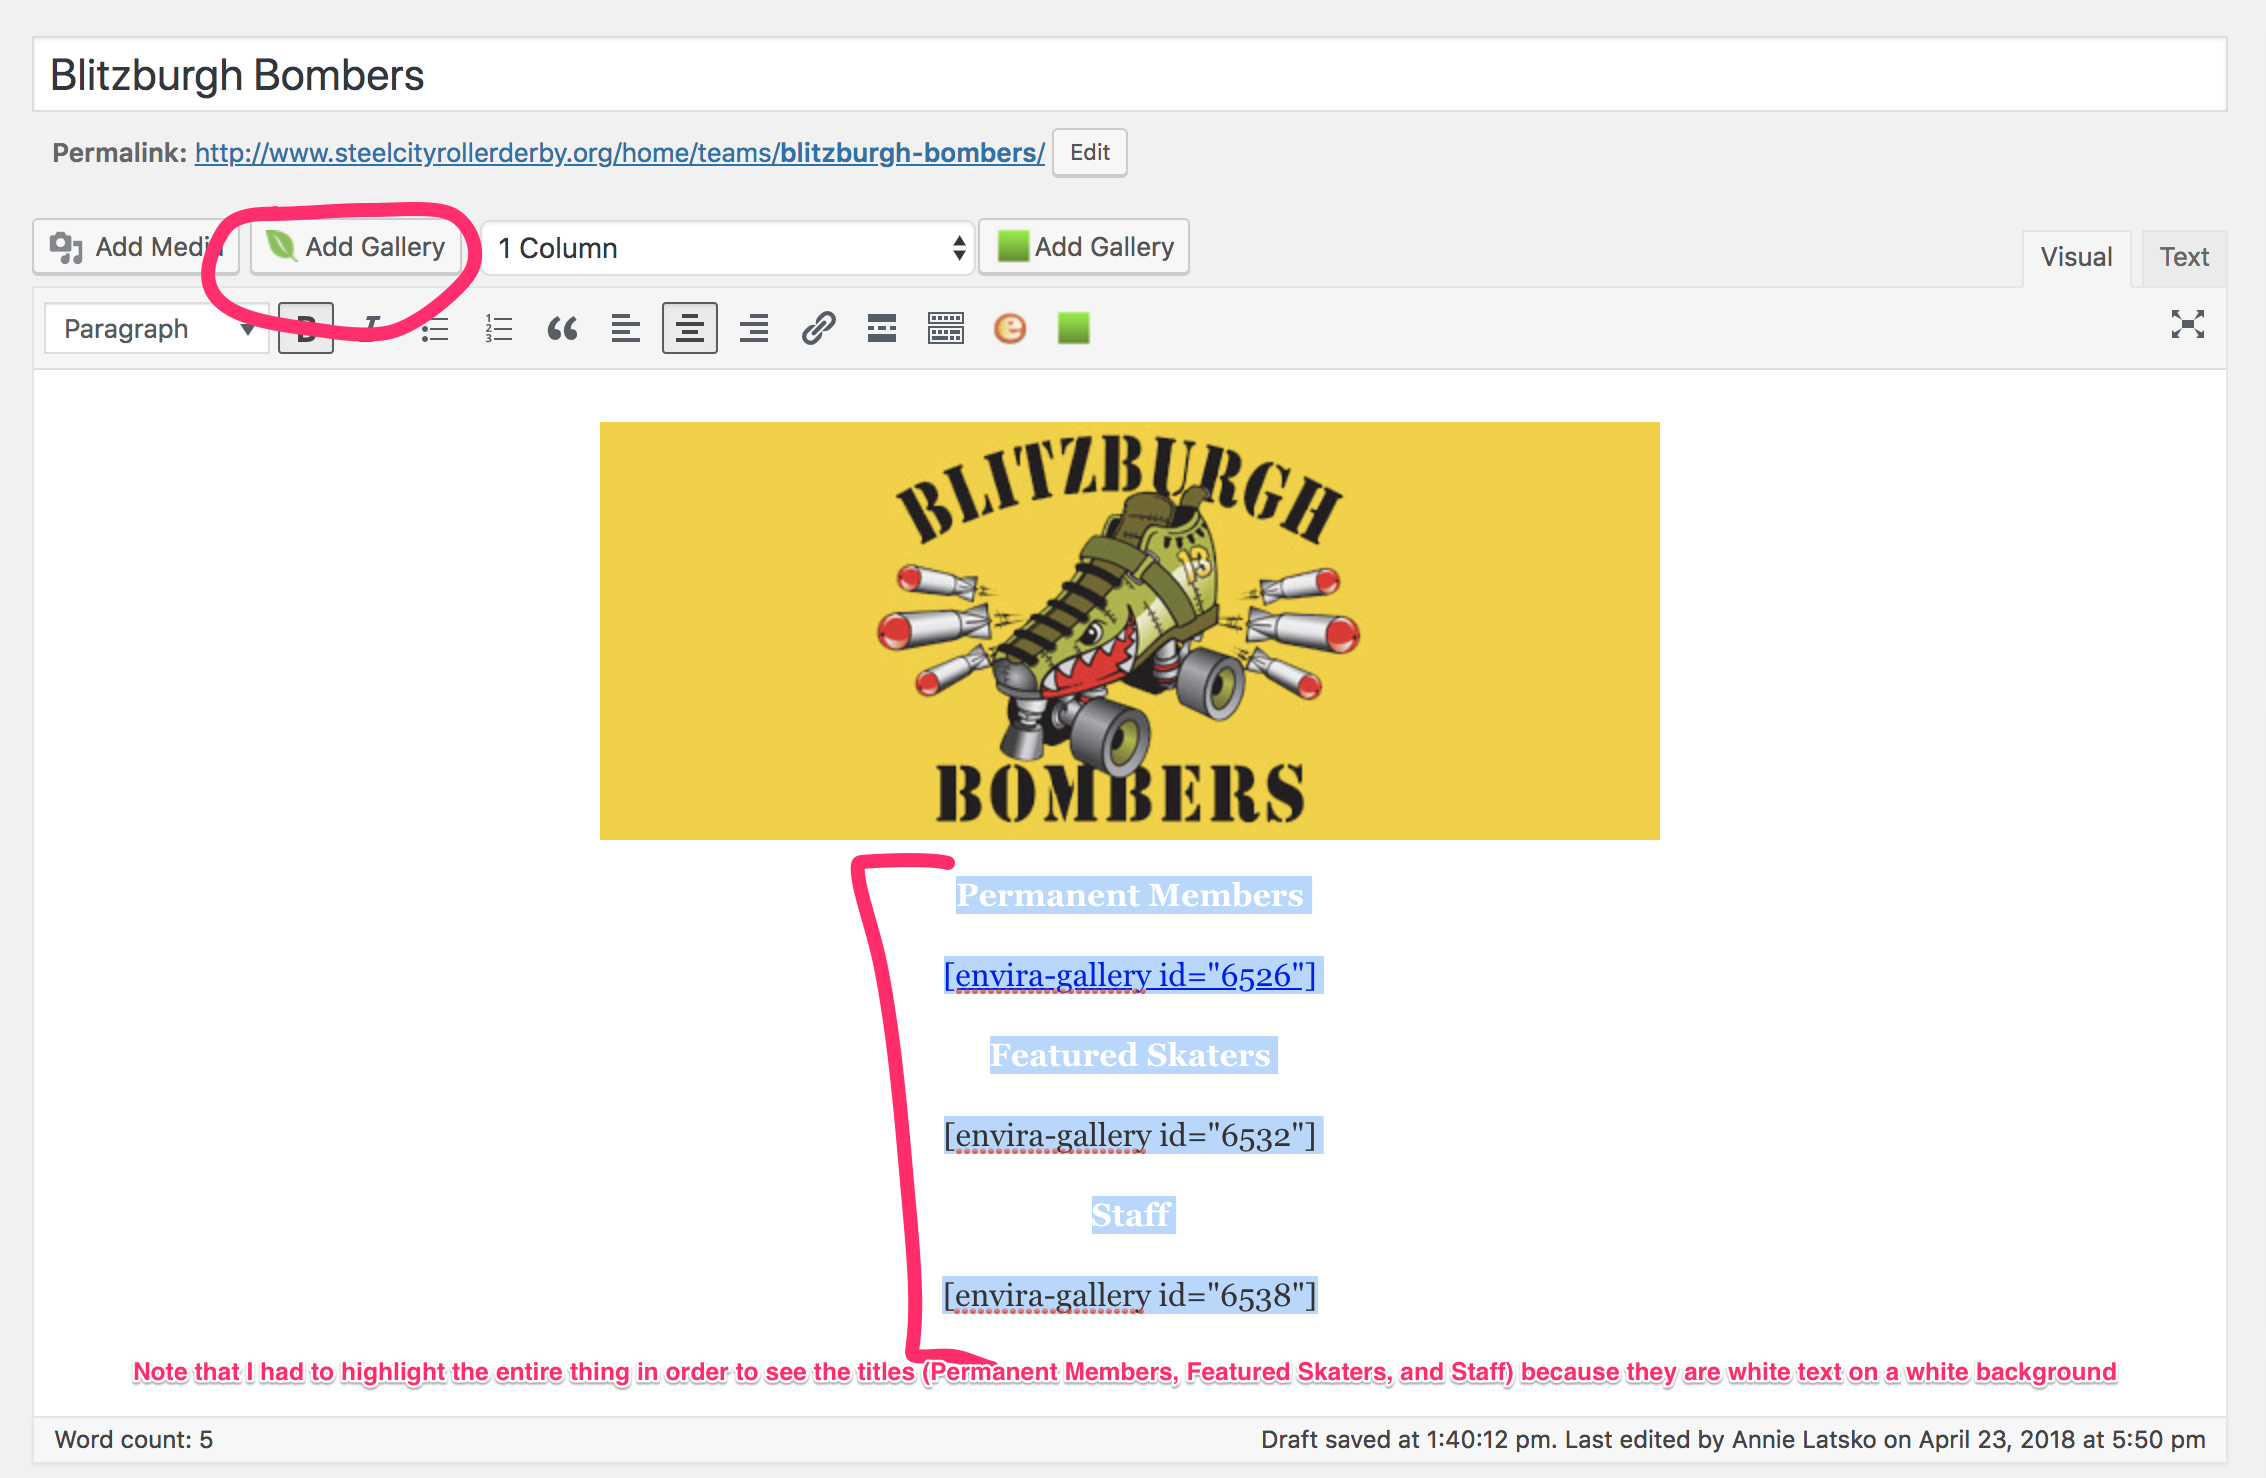 Blitzburgh Bombers
Permalink: http://www.steelcityrollerderby.org/home/teams/blitzburgh-bombers/ Edit
Add Media Add Gallery 1 Column Add Gallery Visual Text
Paragraph B I
BLITZBURGH
13
BOMBERS
Permanent Members
[envira-gallery id="6526"]
Featured Skaters
[envira-gallery id="6532"]
Staff
[envira-gallery id="6538"]
Note that I had to highlight the entire thing in order to see the titles (Permanent Members, Featured Skaters, and Staff) because they are white text on a white background
Word count: 5 Draft saved at 1:40:12 pm. Last edited by Annie Latsko on April 23, 2018 at 5:50 pm